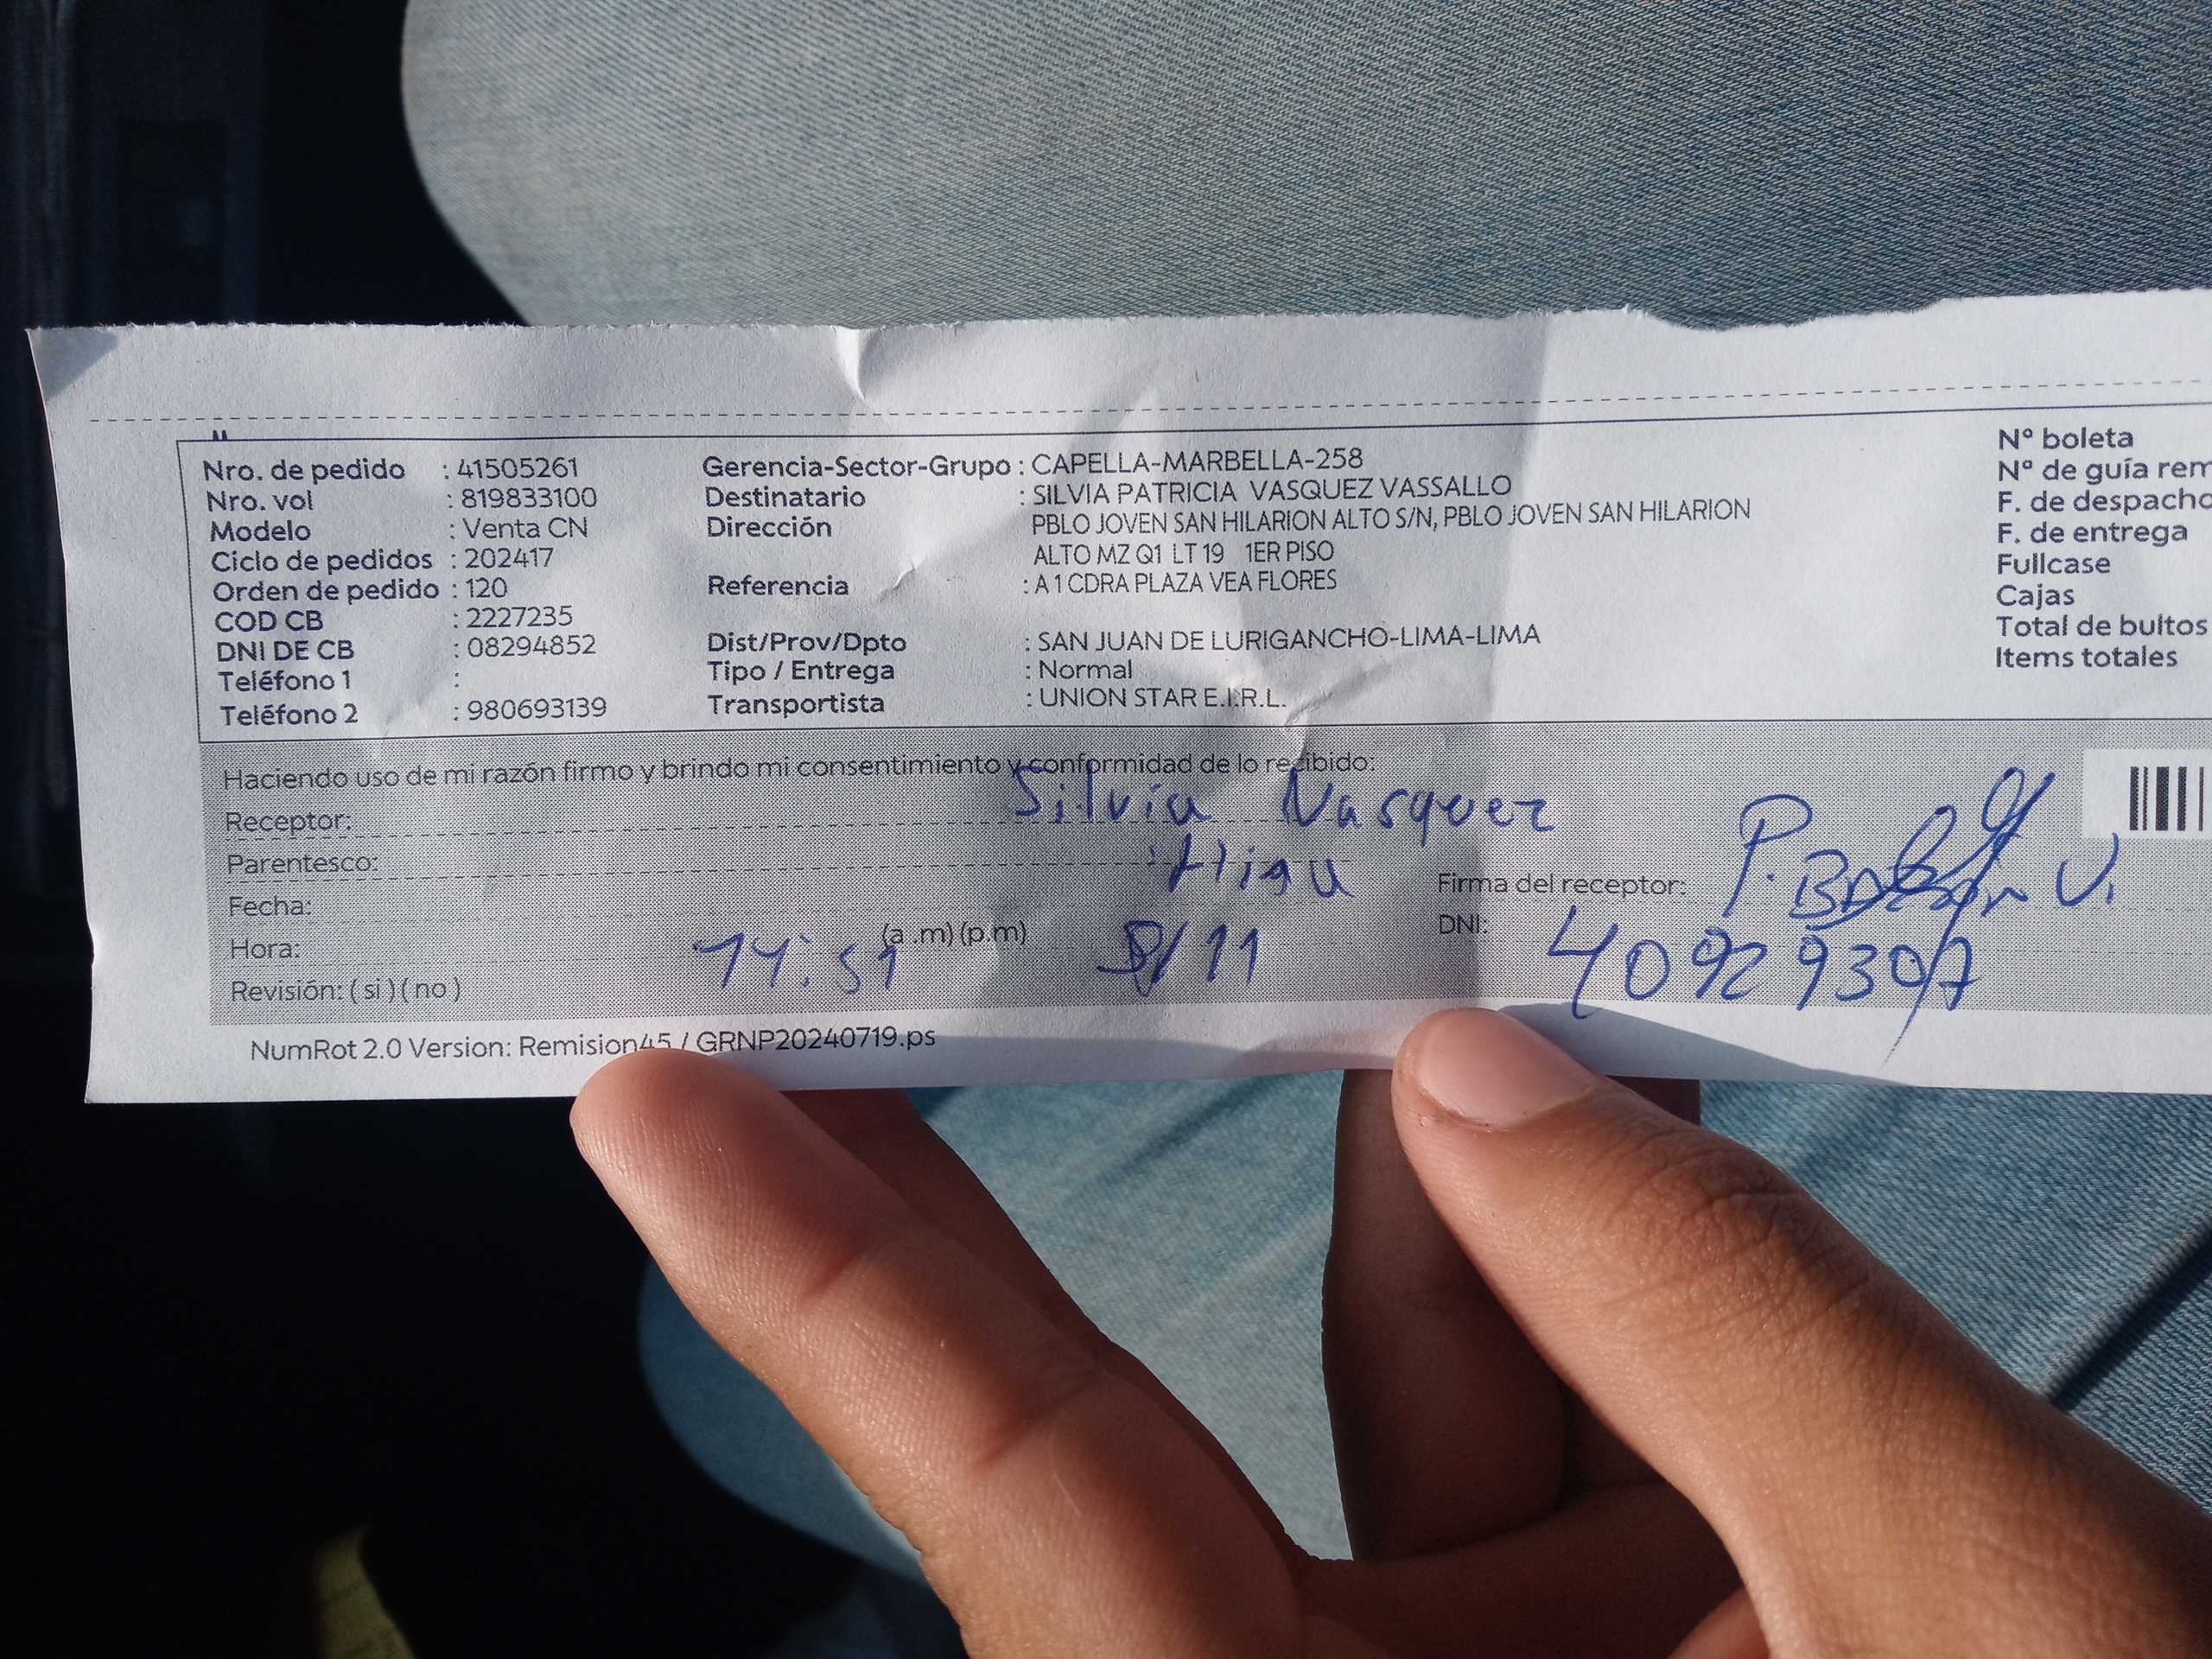 Nro. de pedido : 41505261
Nro. vol : 819833100
Modelo : Venta CN
Ciclo de pedidos : 202417
Orden de pedido : 120
COD CB : 2227235
DNI DE CB : 08294852
Teléfono 1 :
Teléfono 2 : 980693139
Gerencia-Sector-Grupo : CAPELLA-MARBELLA-258
Destinatario : SILVIA PATRICIA VASQUEZ VASSALLO
Dirección PBLO JOVEN SAN HILARION ALTO S/N, PBLO JOVEN SAN HILARION
ALTO MZ Q1 LT 19 1ER PISO
Referencia : A 1 CDRA PLAZA VEA FLORES
Dist/Prov/Dpto : SAN JUAN DE LURIGANCHO-LIMA-LIMA
Tipo / Entrega : Normal
Transportista : UNION STAR E.I.R.L.
Nº boleta
Nº de guía rem
F. de despacho
F. de entrega
Fullcase
Cajas
Total de bultos
Items totales
Haciendo uso de mi razón firmo y brindo mi consentimiento y conformidad de lo recibido:
Receptor: Silvia Vasquez
Parentesco:
Fecha:
Hora: (a .m) (p.m) 8/11
Revisión: ( si ) ( no )
Firma del receptor: P. V.
DNI: 40929307
NumRot 2.0 Version: Remision45 / GRNP20240719.ps